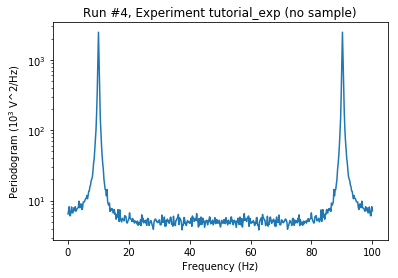 Run #4, Experiment tutorial_exp (no sample)
Periodogram (10³ V^2/Hz)
10³
10²
10¹
0 20 40 60 80 100
Frequency (Hz)